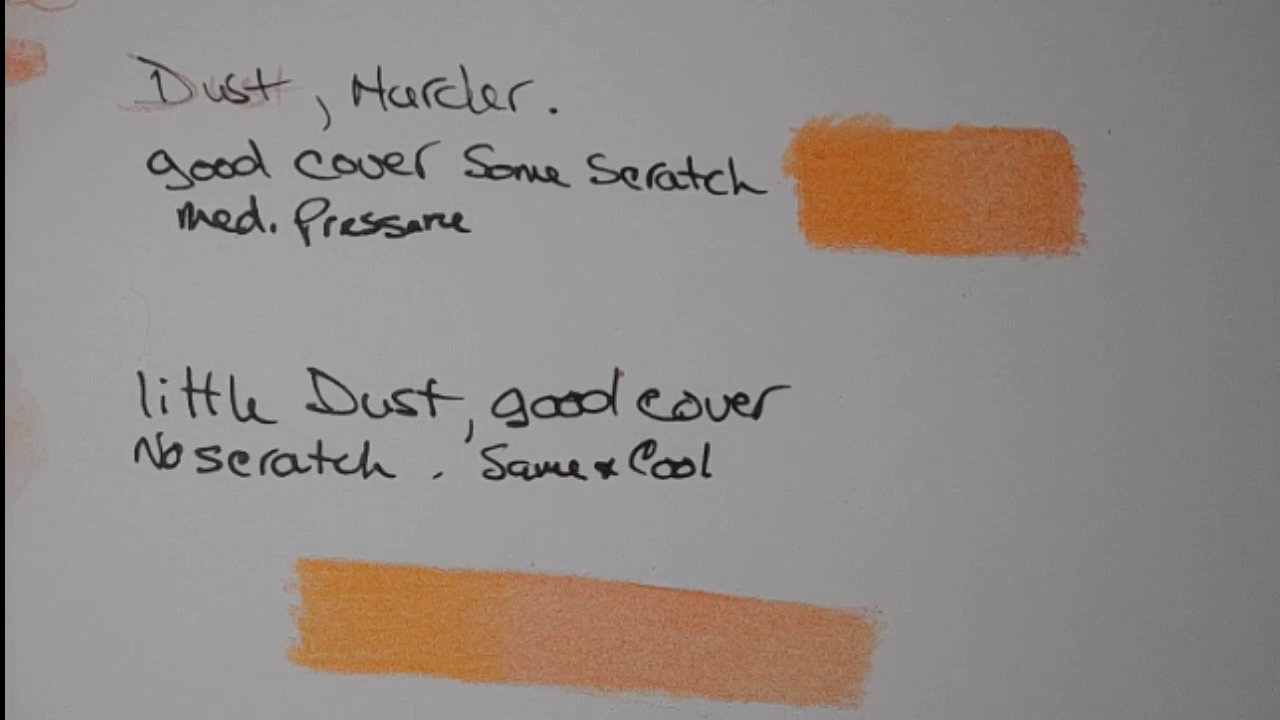 Dust, Harder.
good cover Some Scratch
med. Pressure
little Dust, good cover
No scratch. Same & Cool